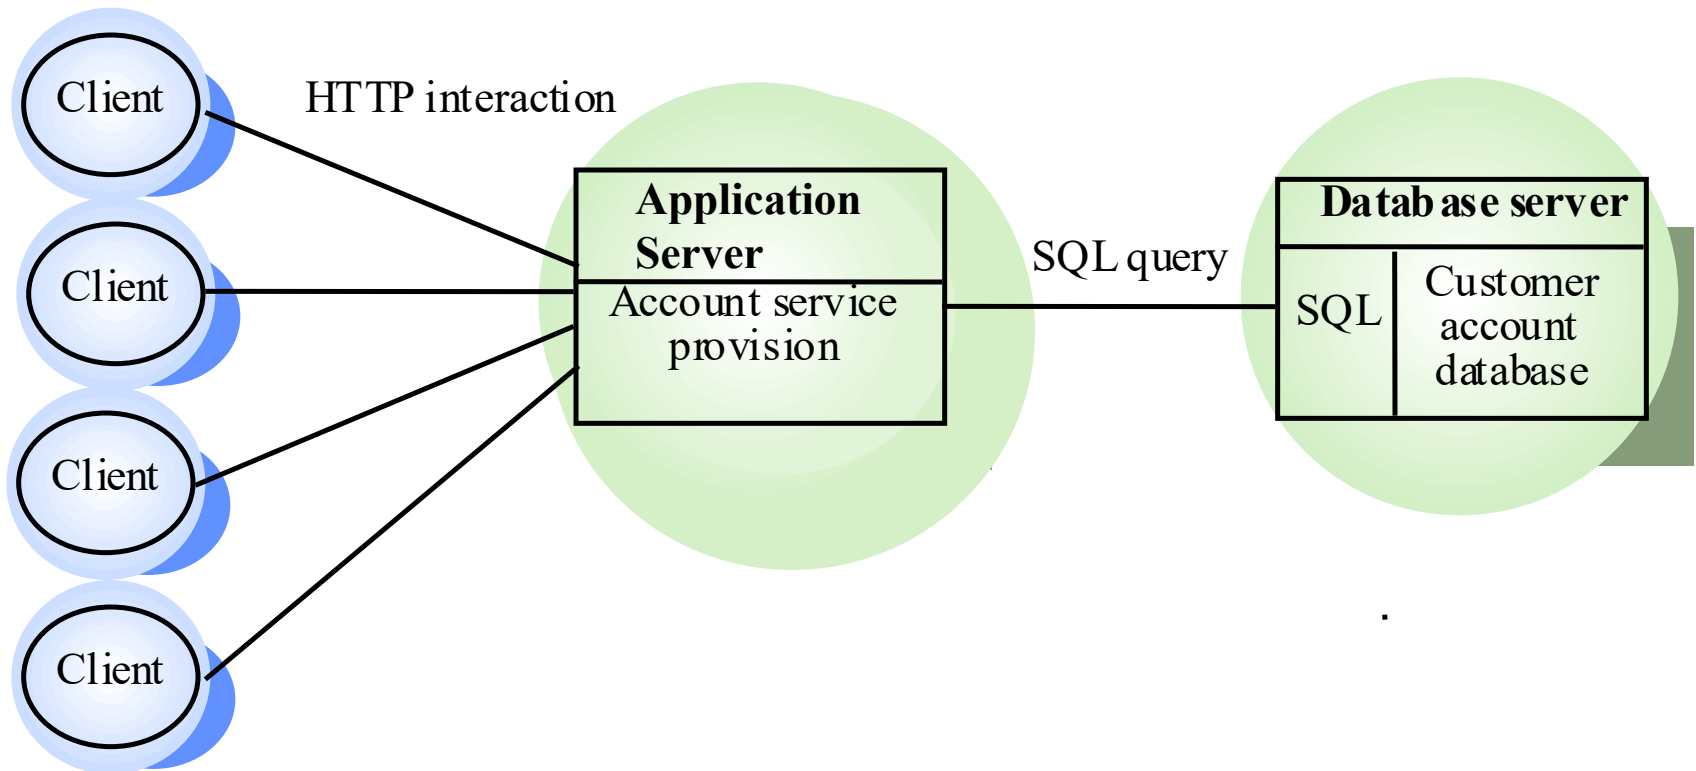 Client
HTTP interaction
Client
Client
Client
Application
Server
Account service
provision
SQL query
Database server
SQL
Customer
account
database
.